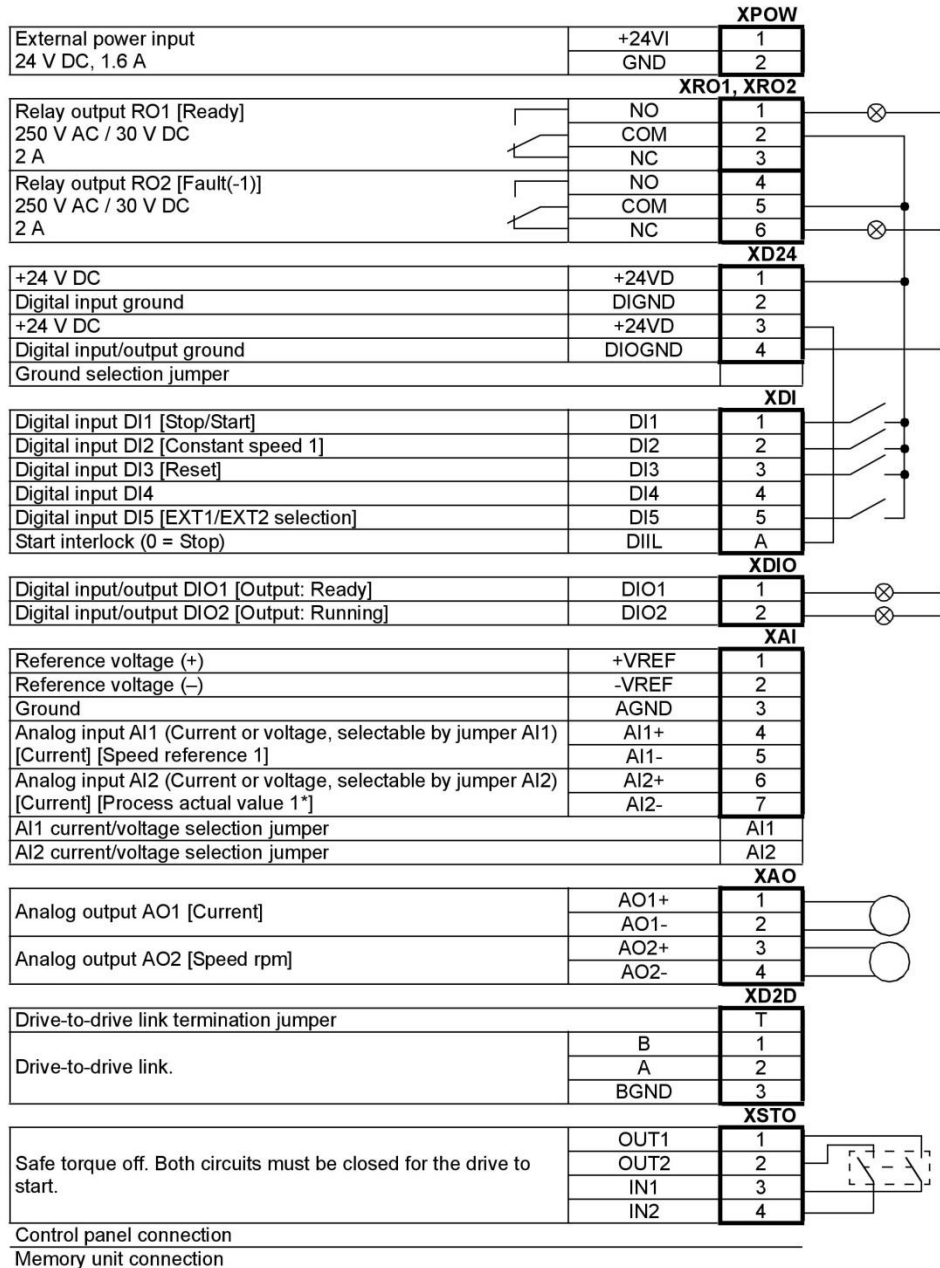 XPOW
External power input +24VI 1
24 V DC, 1.6 A GND 2
XRO1, XRO2
Relay output RO1 [Ready] NO 1
250 V AC / 30 V DC COM 2
2 A NC 3
Relay output RO2 [Fault(-1)] NO 4
250 V AC / 30 V DC COM 5
2 A NC 6
XD24
+24 V DC +24VD 1
Digital input ground DIGND 2
+24 V DC +24VD 3
Digital input/output ground DIOGND 4
Ground selection jumper
XDI
Digital input DI1 [Stop/Start] DI1 1
Digital input DI2 [Constant speed 1] DI2 2
Digital input DI3 [Reset] DI3 3
Digital input DI4 DI4 4
Digital input DI5 [EXT1/EXT2 selection] DI5 5
Start interlock (0 = Stop) DIIL A
XDIO
Digital input/output DIO1 [Output: Ready] DIO1 1
Digital input/output DIO2 [Output: Running] DIO2 2
XAI
Reference voltage (+) +VREF 1
Reference voltage (–) -VREF 2
Ground AGND 3
Analog input AI1 (Current or voltage, selectable by jumper AI1) AI1+ 4
[Current] [Speed reference 1] AI1- 5
Analog input AI2 (Current or voltage, selectable by jumper AI2) AI2+ 6
[Current] [Process actual value 1*] AI2- 7
AI1 current/voltage selection jumper AI1
AI2 current/voltage selection jumper AI2
XAO
Analog output AO1 [Current] AO1+ 1
AO1- 2
Analog output AO2 [Speed rpm] AO2+ 3
AO2- 4
XD2D
Drive-to-drive link termination jumper T
Drive-to-drive link. B 1
A 2
BGND 3
XSTO
OUT1 1
Safe torque off. Both circuits must be closed for the drive to OUT2 2
start. IN1 3
IN2 4
Control panel connection
Memory unit connection